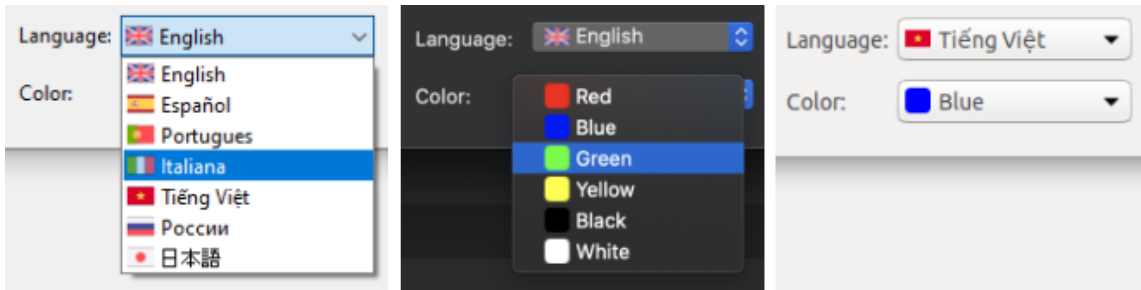 Language: English
English
Español
Portugues
Italiana
Tiếng Việt
России
日本語
Color:
Language: English
Color:
Red
Blue
Green
Yellow
Black
White
Language: Tiếng Việt
Color: Blue